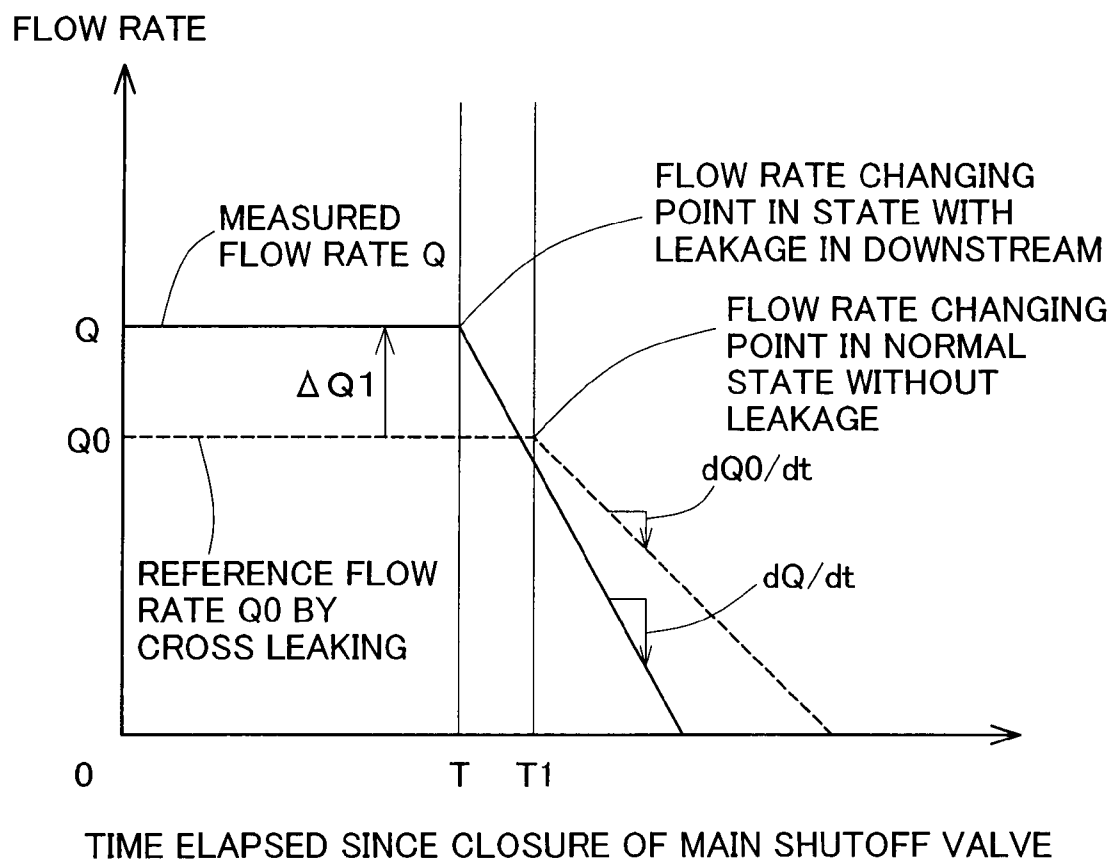 FLOW RATE
MEASURED
FLOW RATE Q
FLOW RATE CHANGING
POINT IN STATE WITH
LEAKAGE IN DOWNSTREAM
Q
ΔQ1
FLOW RATE CHANGING
POINT IN NORMAL
STATE WITHOUT
LEAKAGE
Q0
dQ0/dt
REFERENCE FLOW
RATE Q0 BY
CROSS LEAKING
dQ/dt
0
T
T1
TIME ELAPSED SINCE CLOSURE OF MAIN SHUTOFF VALVE